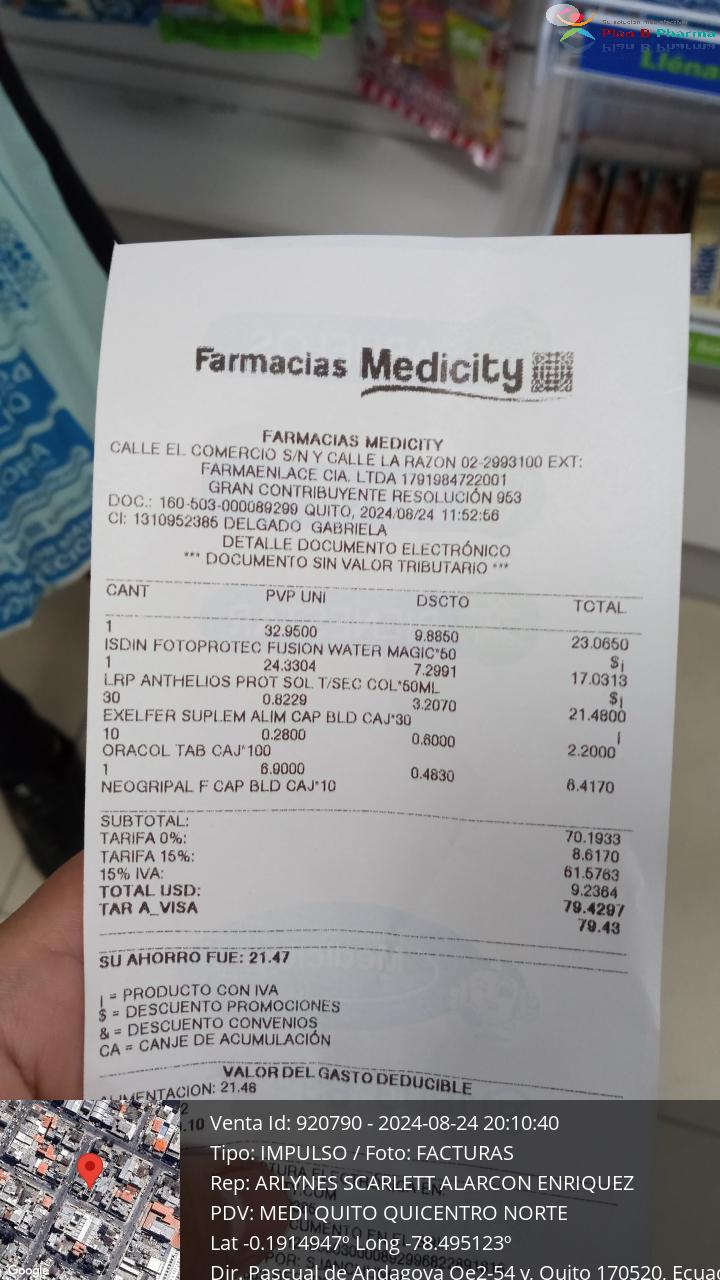 Plan B Pharma
Lléna
Farmacias Medicity
FARMACIAS MEDICITY
CALLE EL COMERCIO S/N Y CALLE LA RAZON 02-2993100 EXT:
FARMAENLACE CIA. LTDA 1791984722001
GRAN CONTRIBUYENTE RESOLUCIÓN 953
DOC.: 160-503-000089299 QUITO, 2024/08/24 11:52:56
CI: 1310952385 DELGADO GABRIELA
DETALLE DOCUMENTO ELECTRÓNICO
*** DOCUMENTO SIN VALOR TRIBUTARIO ***
CANT PVP UNI DSCTO TOTAL
1 32.9500 9.8850 23.0650
ISDIN FOTOPROTEC FUSION WATER MAGIC*50 $¡
1 24.3304 7.2991 17.0313
LRP ANTHELIOS PROT SOL T/SEC COL*50ML $¡
30 0.8229 3.2070 21.4800
EXELFER SUPLEM ALIM CAP BLD CAJ*30 ¡
10 0.2800 0.6000 2.2000
ORACOL TAB CAJ*100
1 6.9000 0.4830 6.4170
NEOGRIPAL F CAP BLD CAJ*10
SUBTOTAL: 70.1933
TARIFA 0%: 8.6170
TARIFA 15%: 61.5763
15% IVA: 9.2364
TOTAL USD: 79.4297
TAR A_VISA 79.43
SU AHORRO FUE: 21.47
¡ = PRODUCTO CON IVA
$ = DESCUENTO PROMOCIONES
& = DESCUENTO CONVENIOS
CA = CANJE DE ACUMULACIÓN
VALOR DEL GASTO DEDUCIBLE
ALIMENTACION: 21.48
.10
Venta Id: 920790 - 2024-08-24 20:10:40
Tipo: IMPULSO / Foto: FACTURAS
Rep: ARLYNES SCARLETT ALARCON ENRIQUEZ
PDV: MEDI QUITO QUICENTRO NORTE
Lat -0.1914947º Long -78.495123º
Dir. Pascual de Andagoya Oe2-54 y, Quito 170520, Ecua
Google